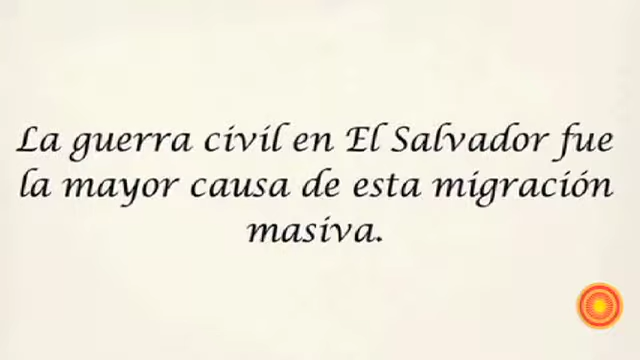 La guerra civil en El Salvador fue
la mayor causa de esta migración
masiva.